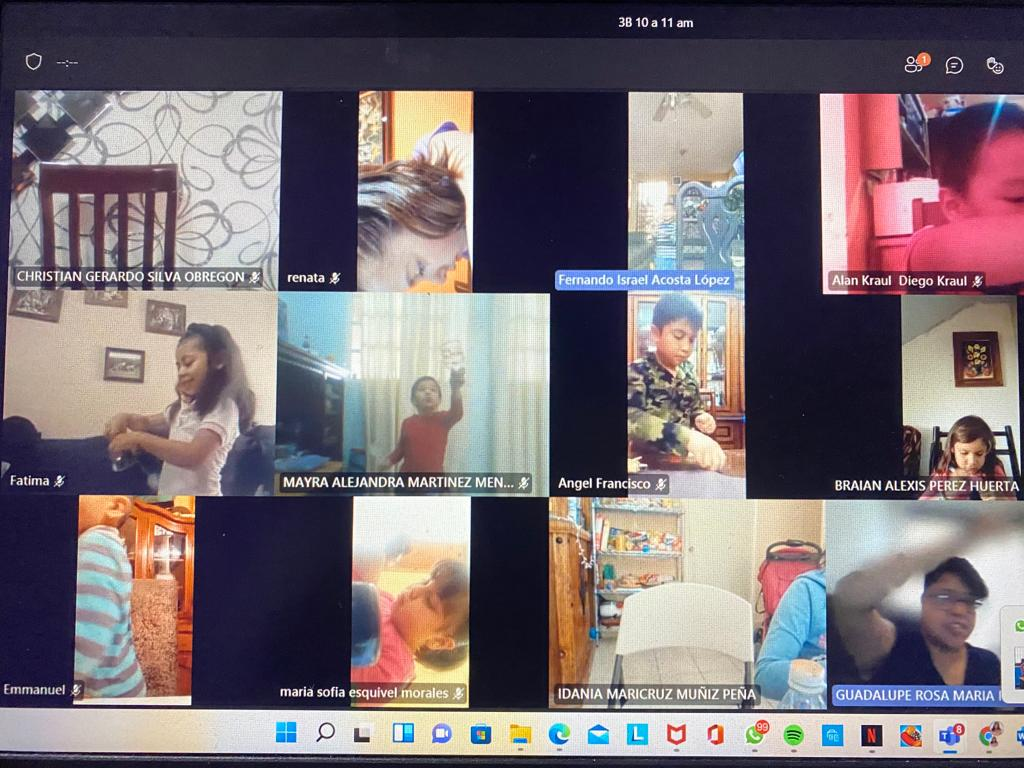 3B 10 a 11 am
--:--
1
CHRISTIAN GERARDO SILVA OBREGON
renata
Fernando Israel Acosta López
Alan Kraul Diego Kraul
Fatima
MAYRA ALEJANDRA MARTINEZ MEN...
Angel Francisco
BRAIAN ALEXIS PEREZ HUERTA
Emmanuel
maria sofia esquivel morales
IDANIA MARICRUZ MUÑIZ PEÑA
GUADALUPE ROSA MARIA
L
99
N
8